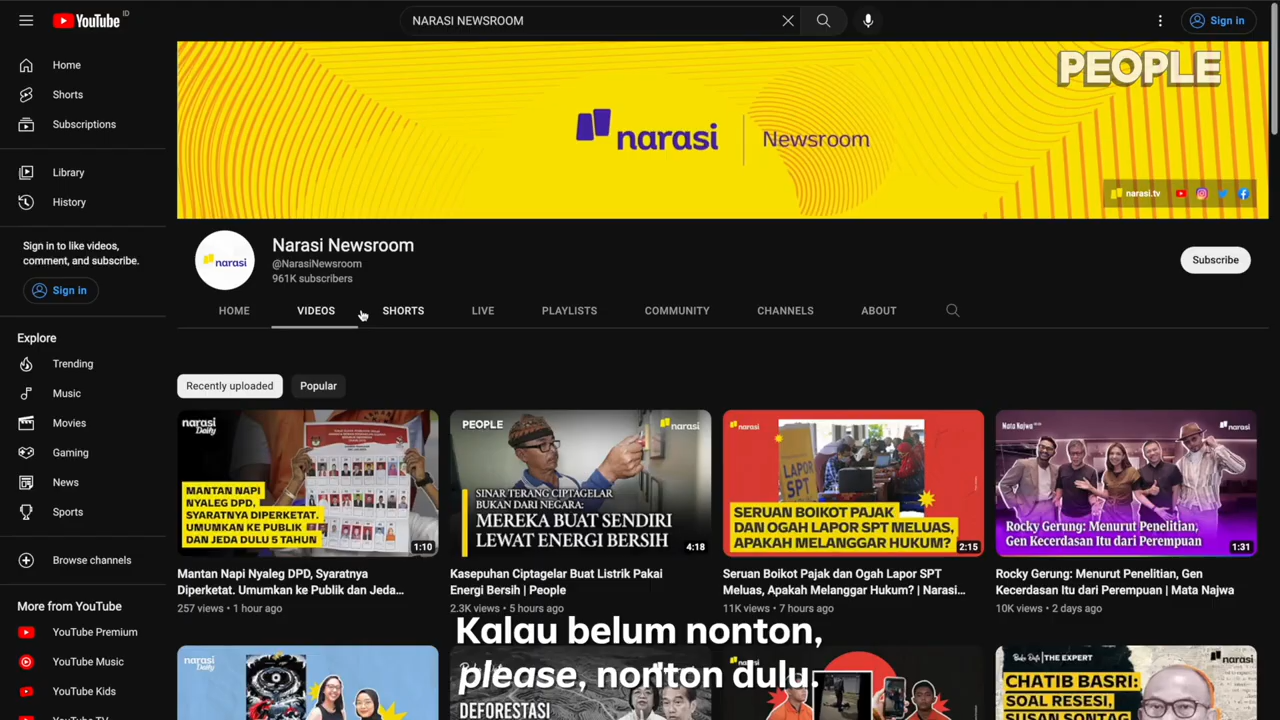 YouTube ID
NARASI NEWSROOM
Sign in
PEOPLE
Home
Shorts
Subscriptions
Library
History
Sign in to like videos,
comment, and subscribe.
Sign in
Explore
Trending
Music
Movies
Gaming
News
Sports
Browse channels
More from YouTube
YouTube Premium
YouTube Music
YouTube Kids
narasi Newsroom
narasi.tv
narasi
Narasi Newsroom
@NarasiNewsroom
961K subscribers
Subscribe
HOME VIDEOS SHORTS LIVE PLAYLISTS COMMUNITY CHANNELS ABOUT
Recently uploaded Popular
narasi
Daily
MANTAN NAPI
NYALEG DPD,
SYARATNYA DIPERKETAT.
UMUMKAN KE PUBLIK
DAN JEDA DULU 5 TAHUN
1:10
Mantan Napi Nyaleg DPD, Syaratnya
Diperketat. Umumkan ke Publik dan Jeda...
257 views • 1 hour ago
PEOPLE
narasi
SINAR TERANG CIPTAGELAR
BUKAN DARI NEGARA:
MEREKA BUAT SENDIRI
LEWAT ENERGI BERSIH
4:18
Kasepuhan Ciptagelar Buat Listrik Pakai
Energi Bersih | People
2.3K views • 5 hours ago
narasi
LAPOR
SPT
SERUAN BOIKOT PAJAK
DAN OGAH LAPOR SPT MELUAS,
APAKAH MELANGGAR HUKUM?
2:15
Seruan Boikot Pajak dan Ogah Lapor SPT
Meluas, Apakah Melanggar Hukum? | Narasi...
11K views • 7 hours ago
Mata Najwa
narasi
Rocky Gerung: Menurut Penelitian,
Gen Kecerdasan Itu dari Perempuan
1:31
Rocky Gerung: Menurut Penelitian, Gen
Kecerdasan Itu dari Perempuan | Mata Najwa
10K views • 2 days ago
narasi
Daily
DEFORESTASI
THE EXPERT
narasi
CHATIB BASRI:
SOAL RESESI,
SUSAN SONTAG
Kalau belum nonton,
please, nonton dulu.